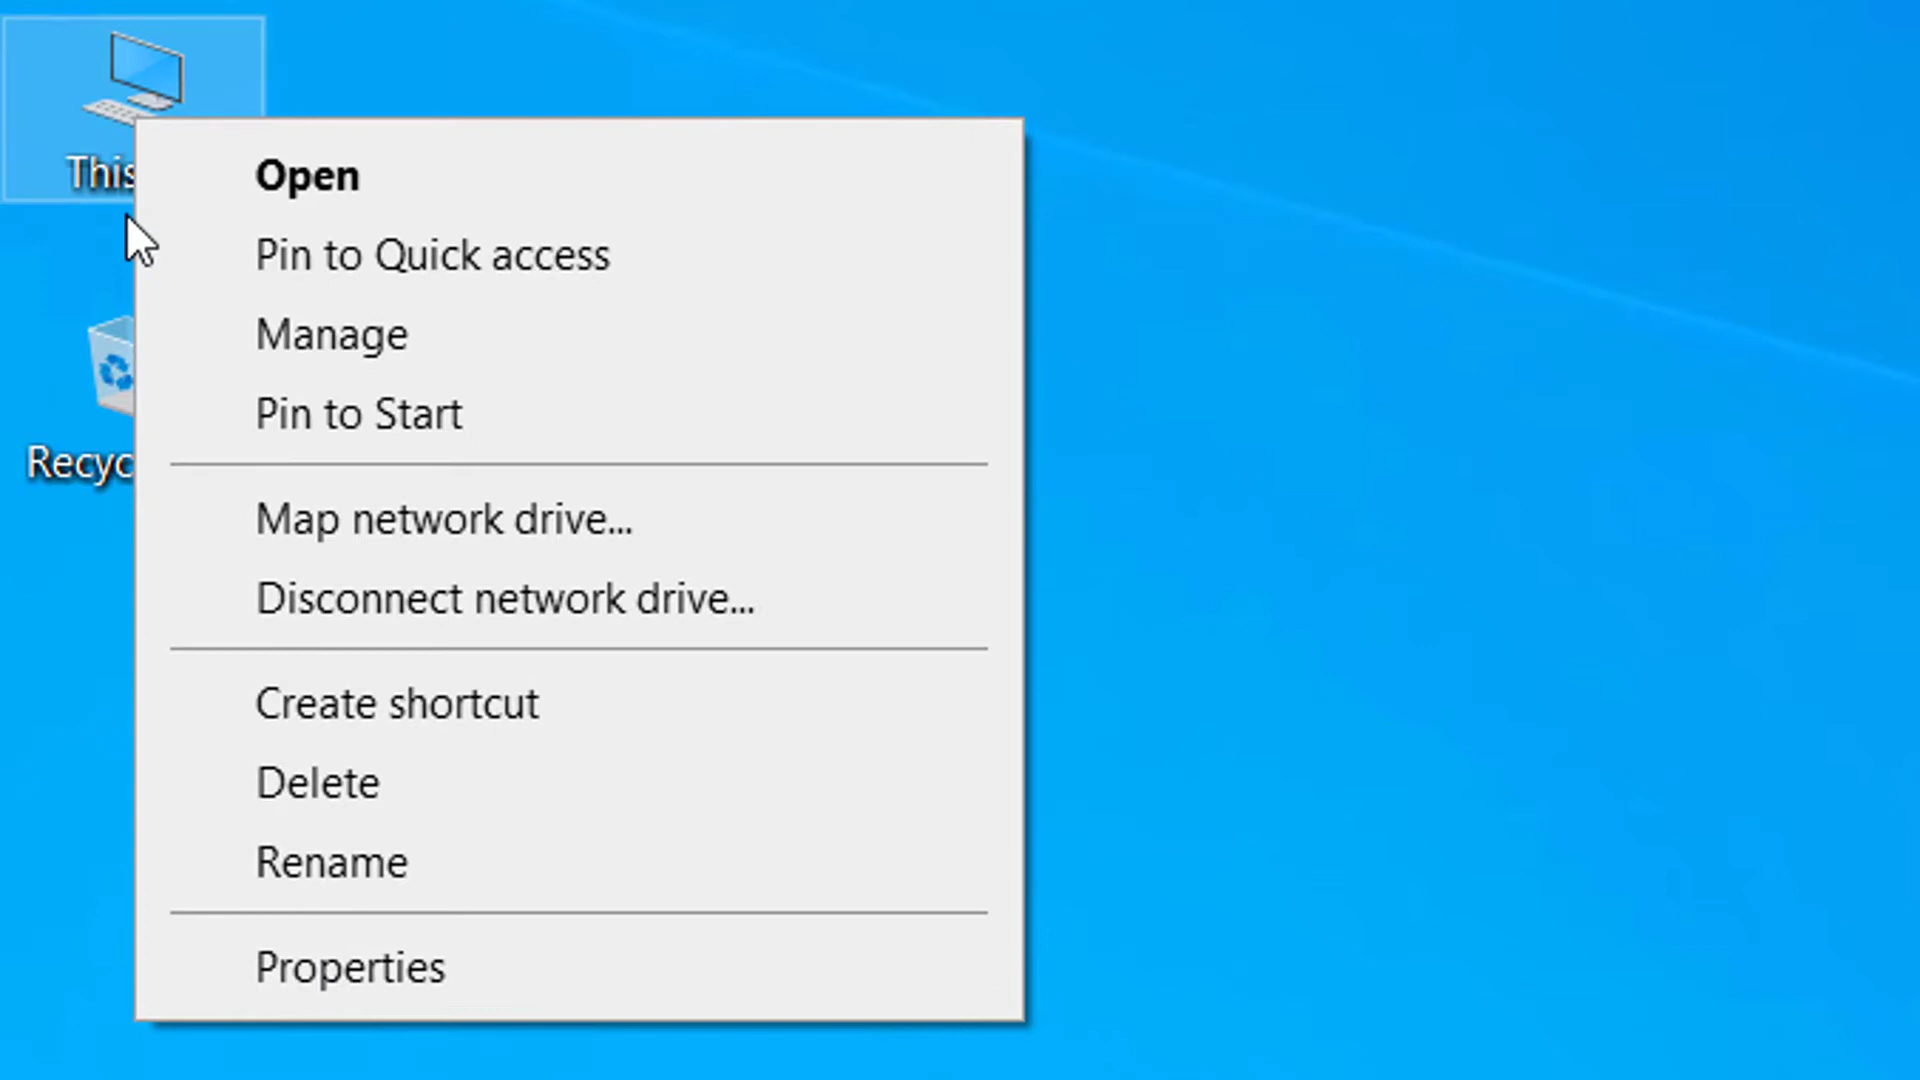 This
Open
Pin to Quick access
Manage
Pin to Start
Recyc
Map network drive...
Disconnect network drive...
Create shortcut
Delete
Rename
Properties